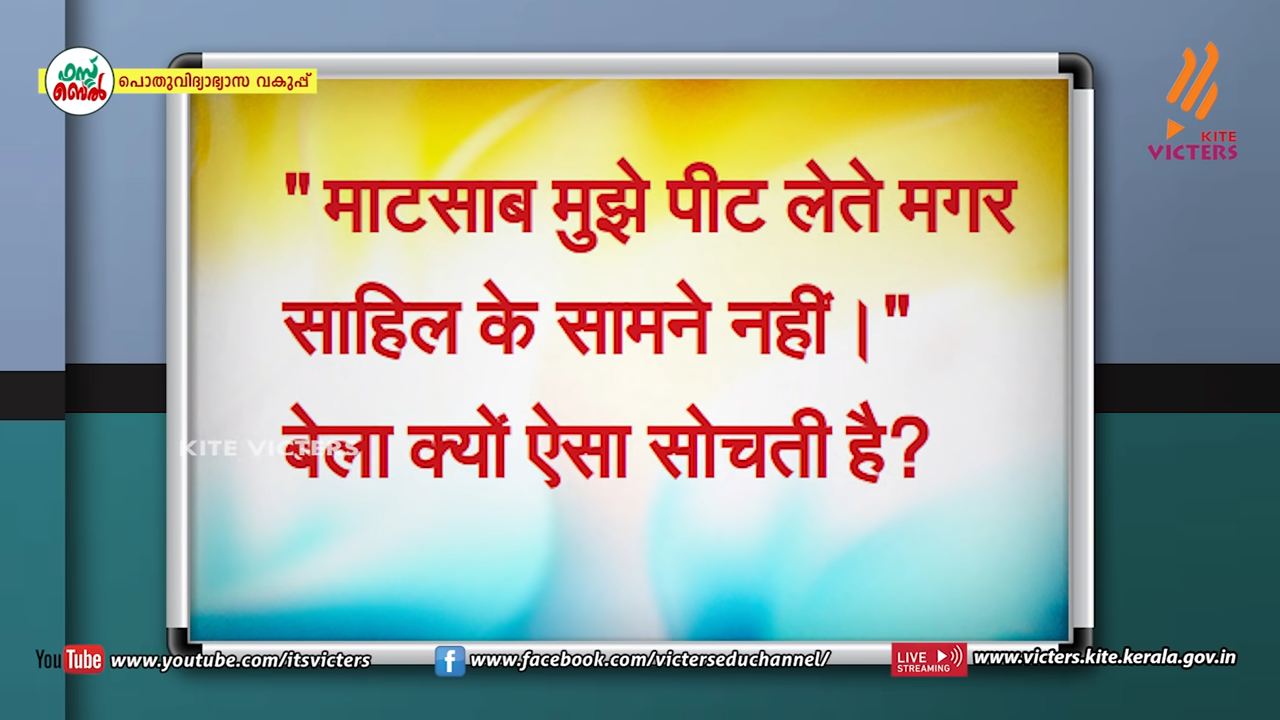 ഫസ്റ്റ്
ബെൽ
പൊതുവിദ്യാഭ്യാസ വകുപ്പ്
KITE
VICTERS
" माटसाब मुझे पीट लेते मगर
साहिल के सामने नहीं ।"
बेला क्यों ऐसा सोचती है?
KITE VICTERS
YouTube www.youtube.com/itsvicters
f www.facebook.com/victerseduchannel/
LIVE STREAMING www.victers.kite.kerala.gov.in